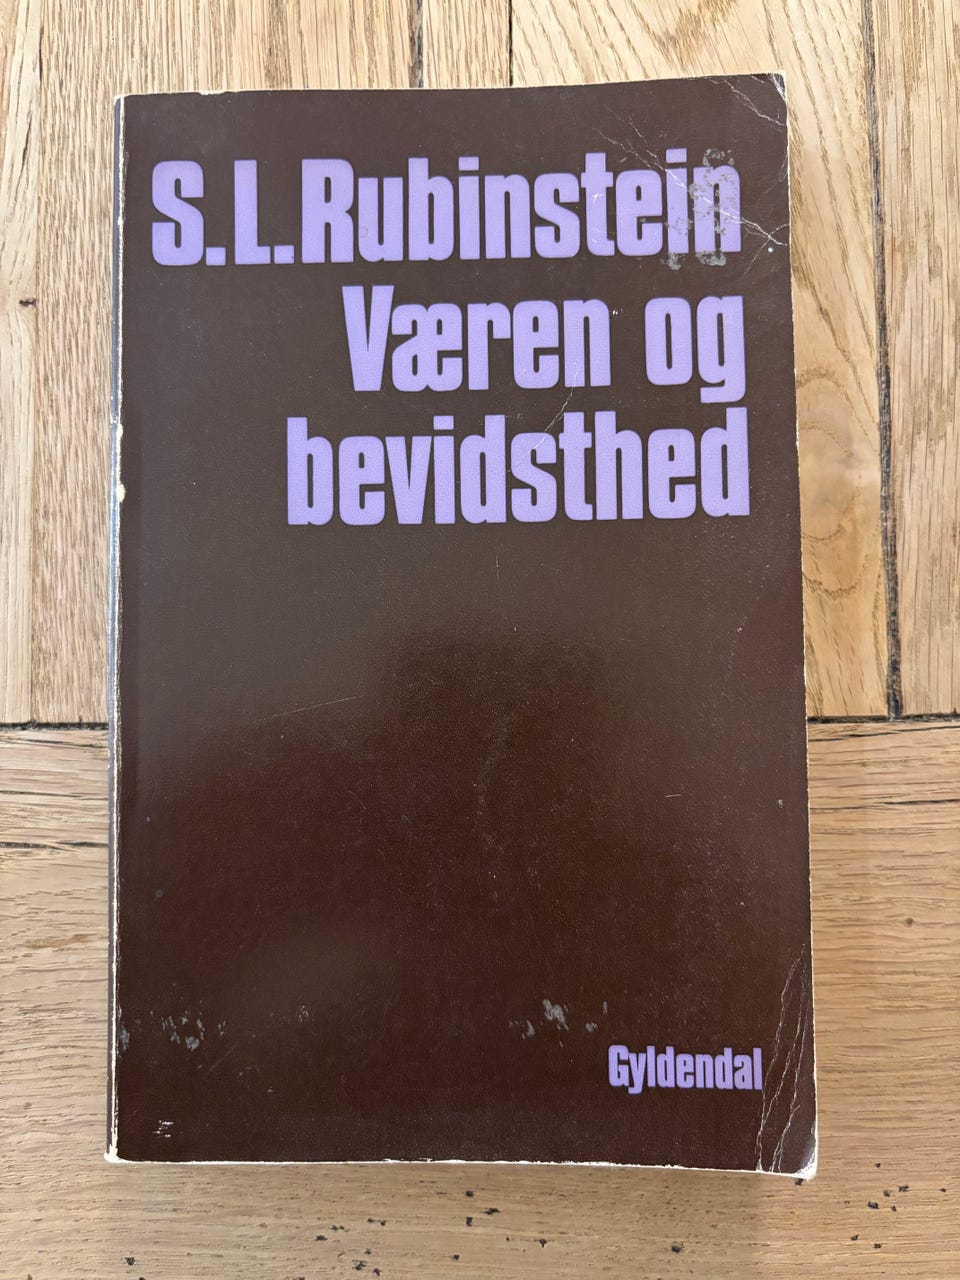 S.L.Rubinstein
Væren og
bevidsthed
Gyldendal